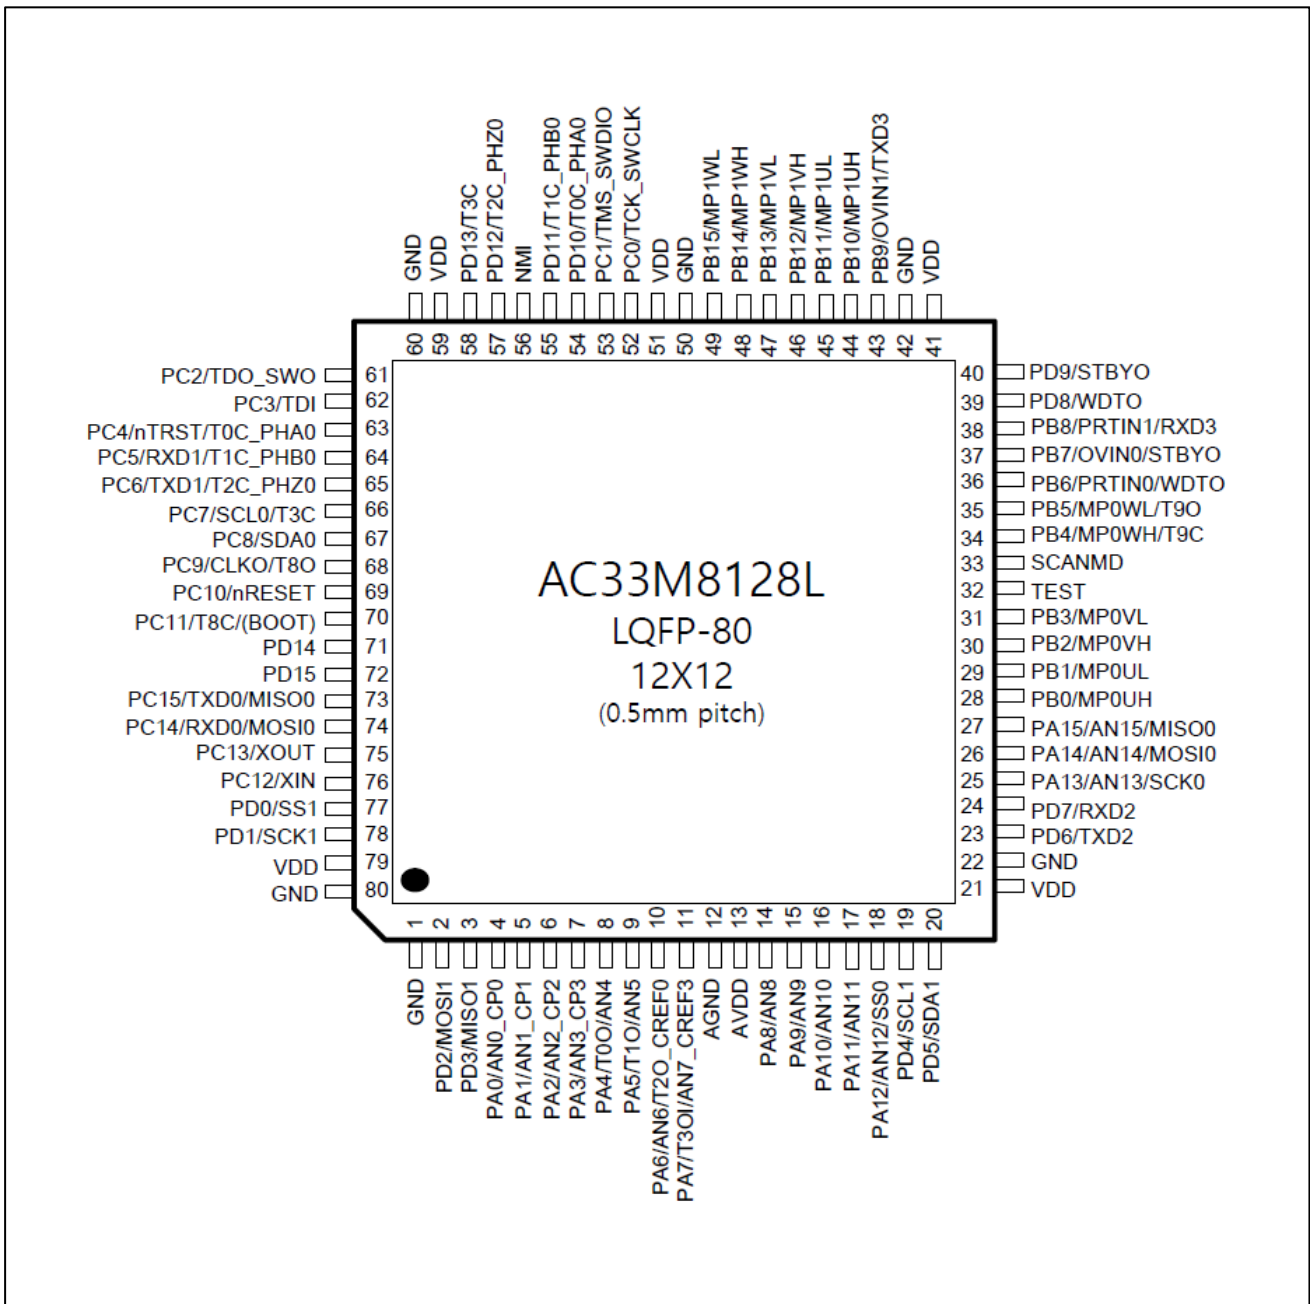 GND
VDD
PD13/T3C
PD12/T2C_PHZ0
NMI
PD11/T1C_PHB0
PD10/T0C_PHA0
PC1/TMS_SWDIO
PC0/TCK_SWCLK
VDD
GND
PB15/MP1WL
PB14/MP1WH
PB13/MP1VL
PB12/MP1VH
PB11/MP1UL
PB10/MP1UH
PB9/OVIN1/TXD3
GND
VDD
60 59 58 57 56 55 54 53 52 51 50 49 48 47 46 45 44 43 42 41
PC2/TDO_SWO 61
PC3/TDI 62
PC4/nTRST/T0C_PHA0 63
PC5/RXD1/T1C_PHB0 64
PC6/TXD1/T2C_PHZ0 65
PC7/SCL0/T3C 66
PC8/SDA0 67
PC9/CLKO/T8O 68
PC10/nRESET 69
PC11/T8C/(BOOT) 70
PD14 71
PD15 72
PC15/TXD0/MISO0 73
PC14/RXD0/MOSI0 74
PC13/XOUT 75
PC12/XIN 76
PD0/SS1 77
PD1/SCK1 78
VDD 79
GND 80
AC33M8128L
LQFP-80
12X12
(0.5mm pitch)
40 PD9/STBYO
39 PD8/WDTO
38 PB8/PRTIN1/RXD3
37 PB7/OVIN0/STBYO
36 PB6/PRTIN0/WDTO
35 PB5/MP0WL/T9O
34 PB4/MP0WH/T9C
33 SCANMD
32 TEST
31 PB3/MP0VL
30 PB2/MP0VH
29 PB1/MP0UL
28 PB0/MP0UH
27 PA15/AN15/MISO0
26 PA14/AN14/MOSI0
25 PA13/AN13/SCK0
24 PD7/RXD2
23 PD6/TXD2
22 GND
21 VDD
1 2 3 4 5 6 7 8 9 10 11 12 13 14 15 16 17 18 19 20
GND
PD2/MOSI1
PD3/MISO1
PA0/AN0_CP0
PA1/AN1_CP1
PA2/AN2_CP2
PA3/AN3_CP3
PA4/T0O/AN4
PA5/T1O/AN5
PA6/AN6/T2O_CREF0
PA7/T3OI/AN7_CREF3
AGND
AVDD
PA8/AN8
PA9/AN9
PA10/AN10
PA11/AN11
PA12/AN12/SS0
PD4/SCL1
PD5/SDA1